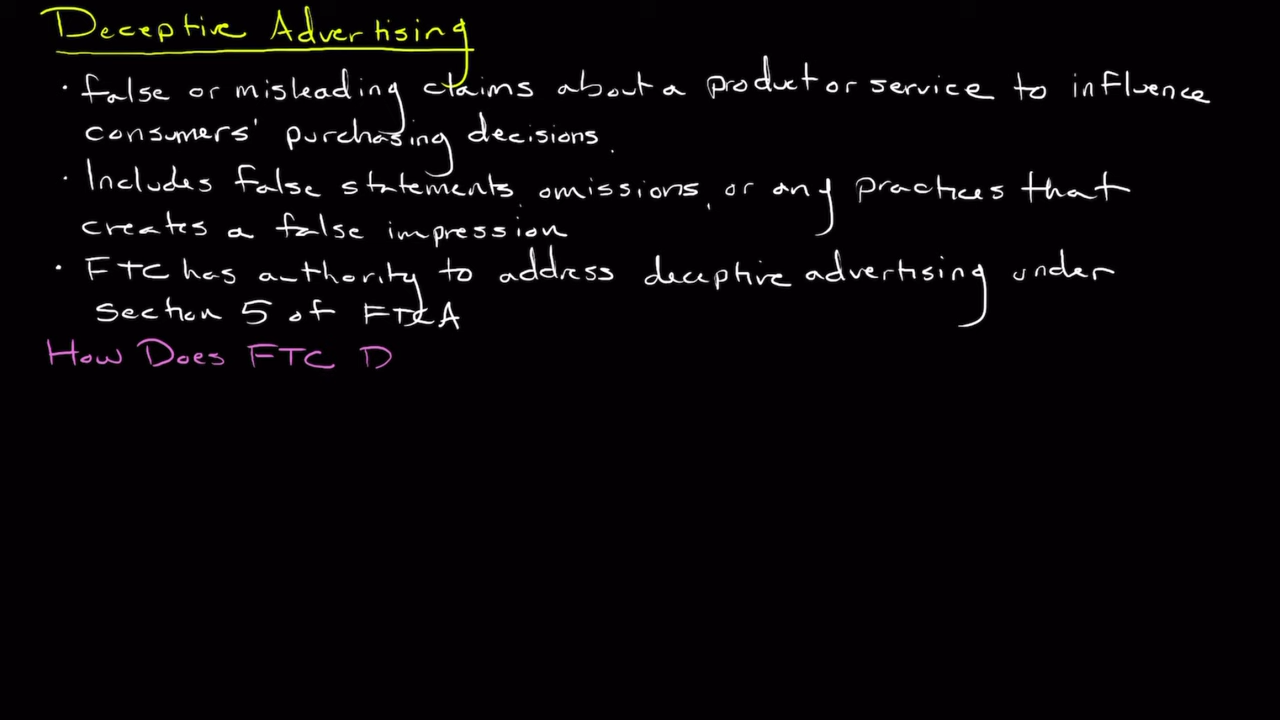 Deceptive Advertising
• False or misleading claims about a product or service to influence
consumers' purchasing decisions.
• Includes false statements, omissions, or any practices that
creates a false impression
• FTC has authority to address deceptive advertising under
section 5 of FTCA
How Does FTC D